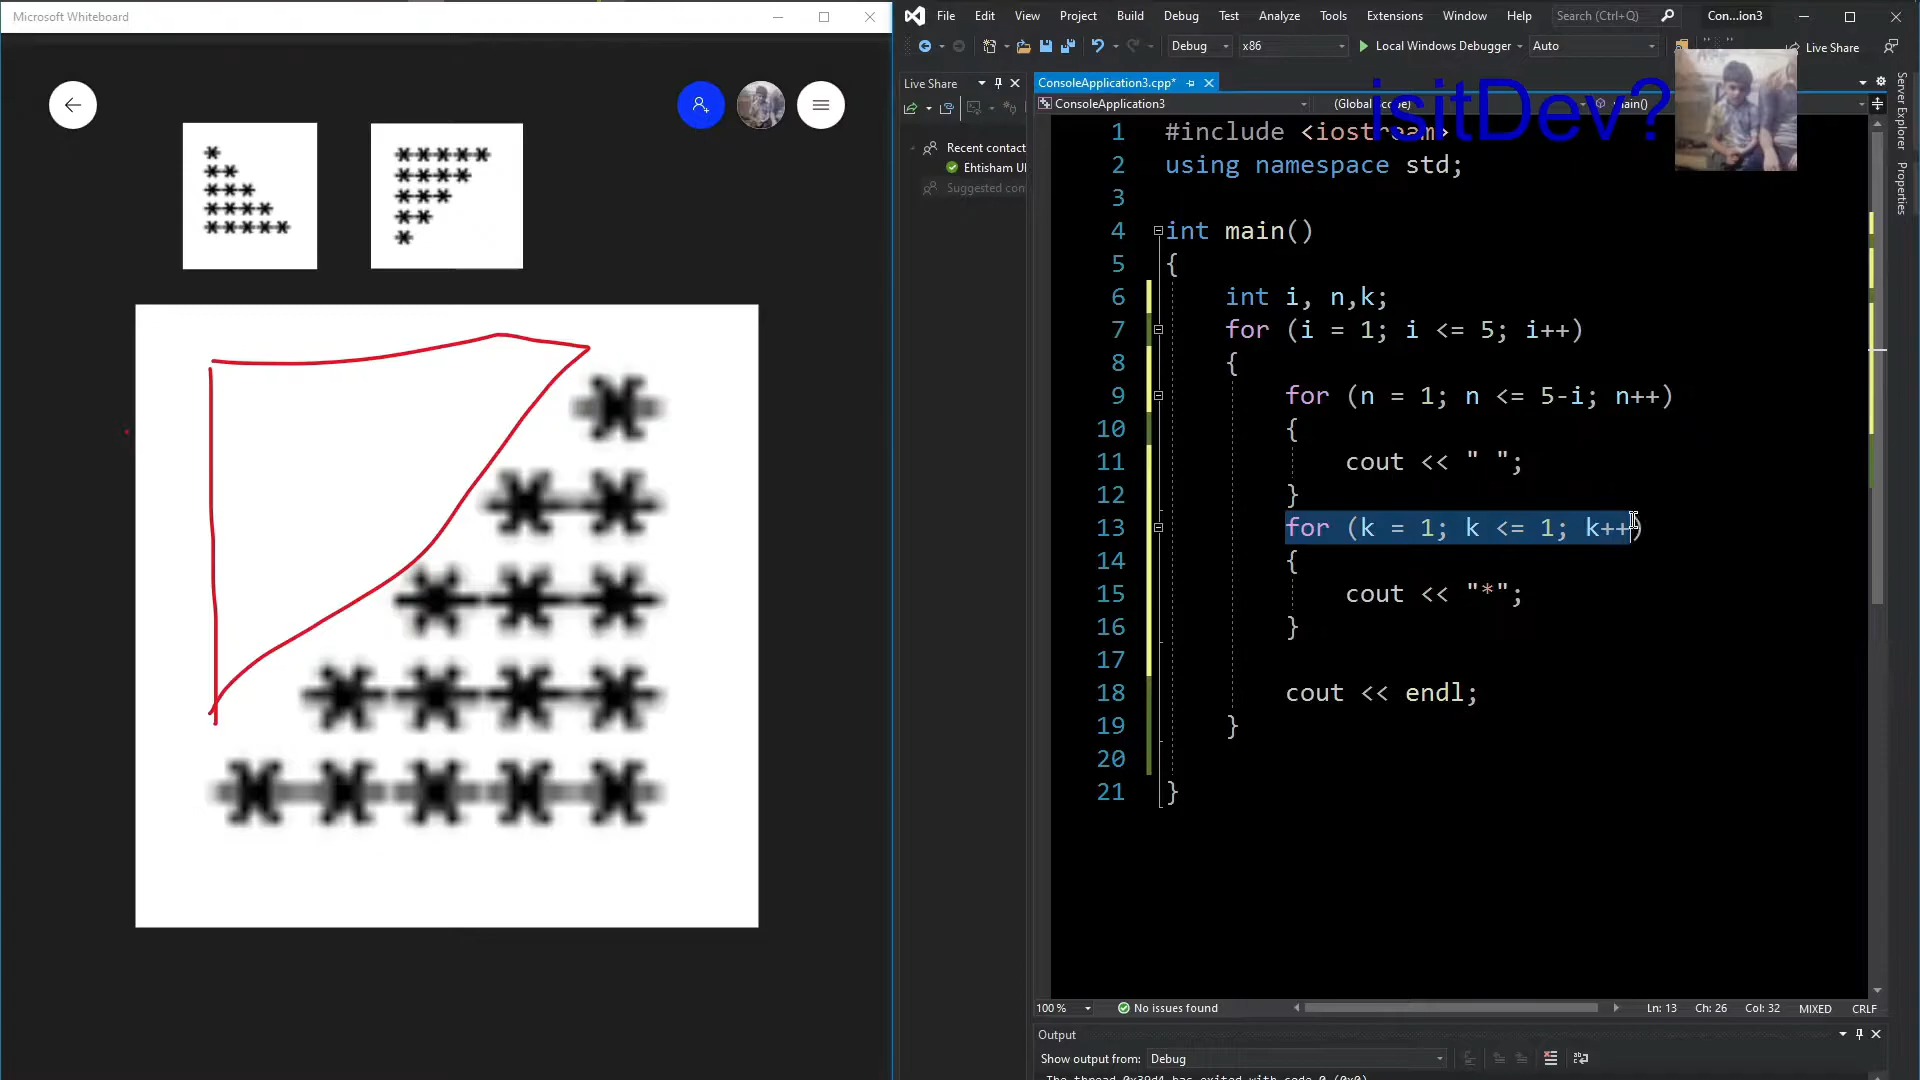 Microsoft Whiteboard
*
**
***
****
*****
*****
****
***
**
*
*
**
***
****
*****
File Edit View Project Build Debug Test Analyze Tools Extensions Window Help Search (Ctrl+Q) Con...ion3
Debug x86 Local Windows Debugger Auto Live Share
Live Share
Recent contact
Ehtisham Ul
Suggested con
ConsoleApplication3.cpp*
ConsoleApplication3 (Global Scope) main()
isitDev?
1 #include <iostream>
2 using namespace std;
3
4 int main()
5 {
6 int i, n,k;
7 for (i = 1; i <= 5; i++)
8 {
9 for (n = 1; n <= 5-i; n++)
10 {
11 cout << " ";
12 }
13 for (k = 1; k <= 1; k++)
14 {
15 cout << "*";
16 }
17
18 cout << endl;
19 }
20
21 }
100 % No issues found Ln: 13 Ch: 26 Col: 32 MIXED CRLF
Output
Show output from: Debug
Server Explorer
Properties